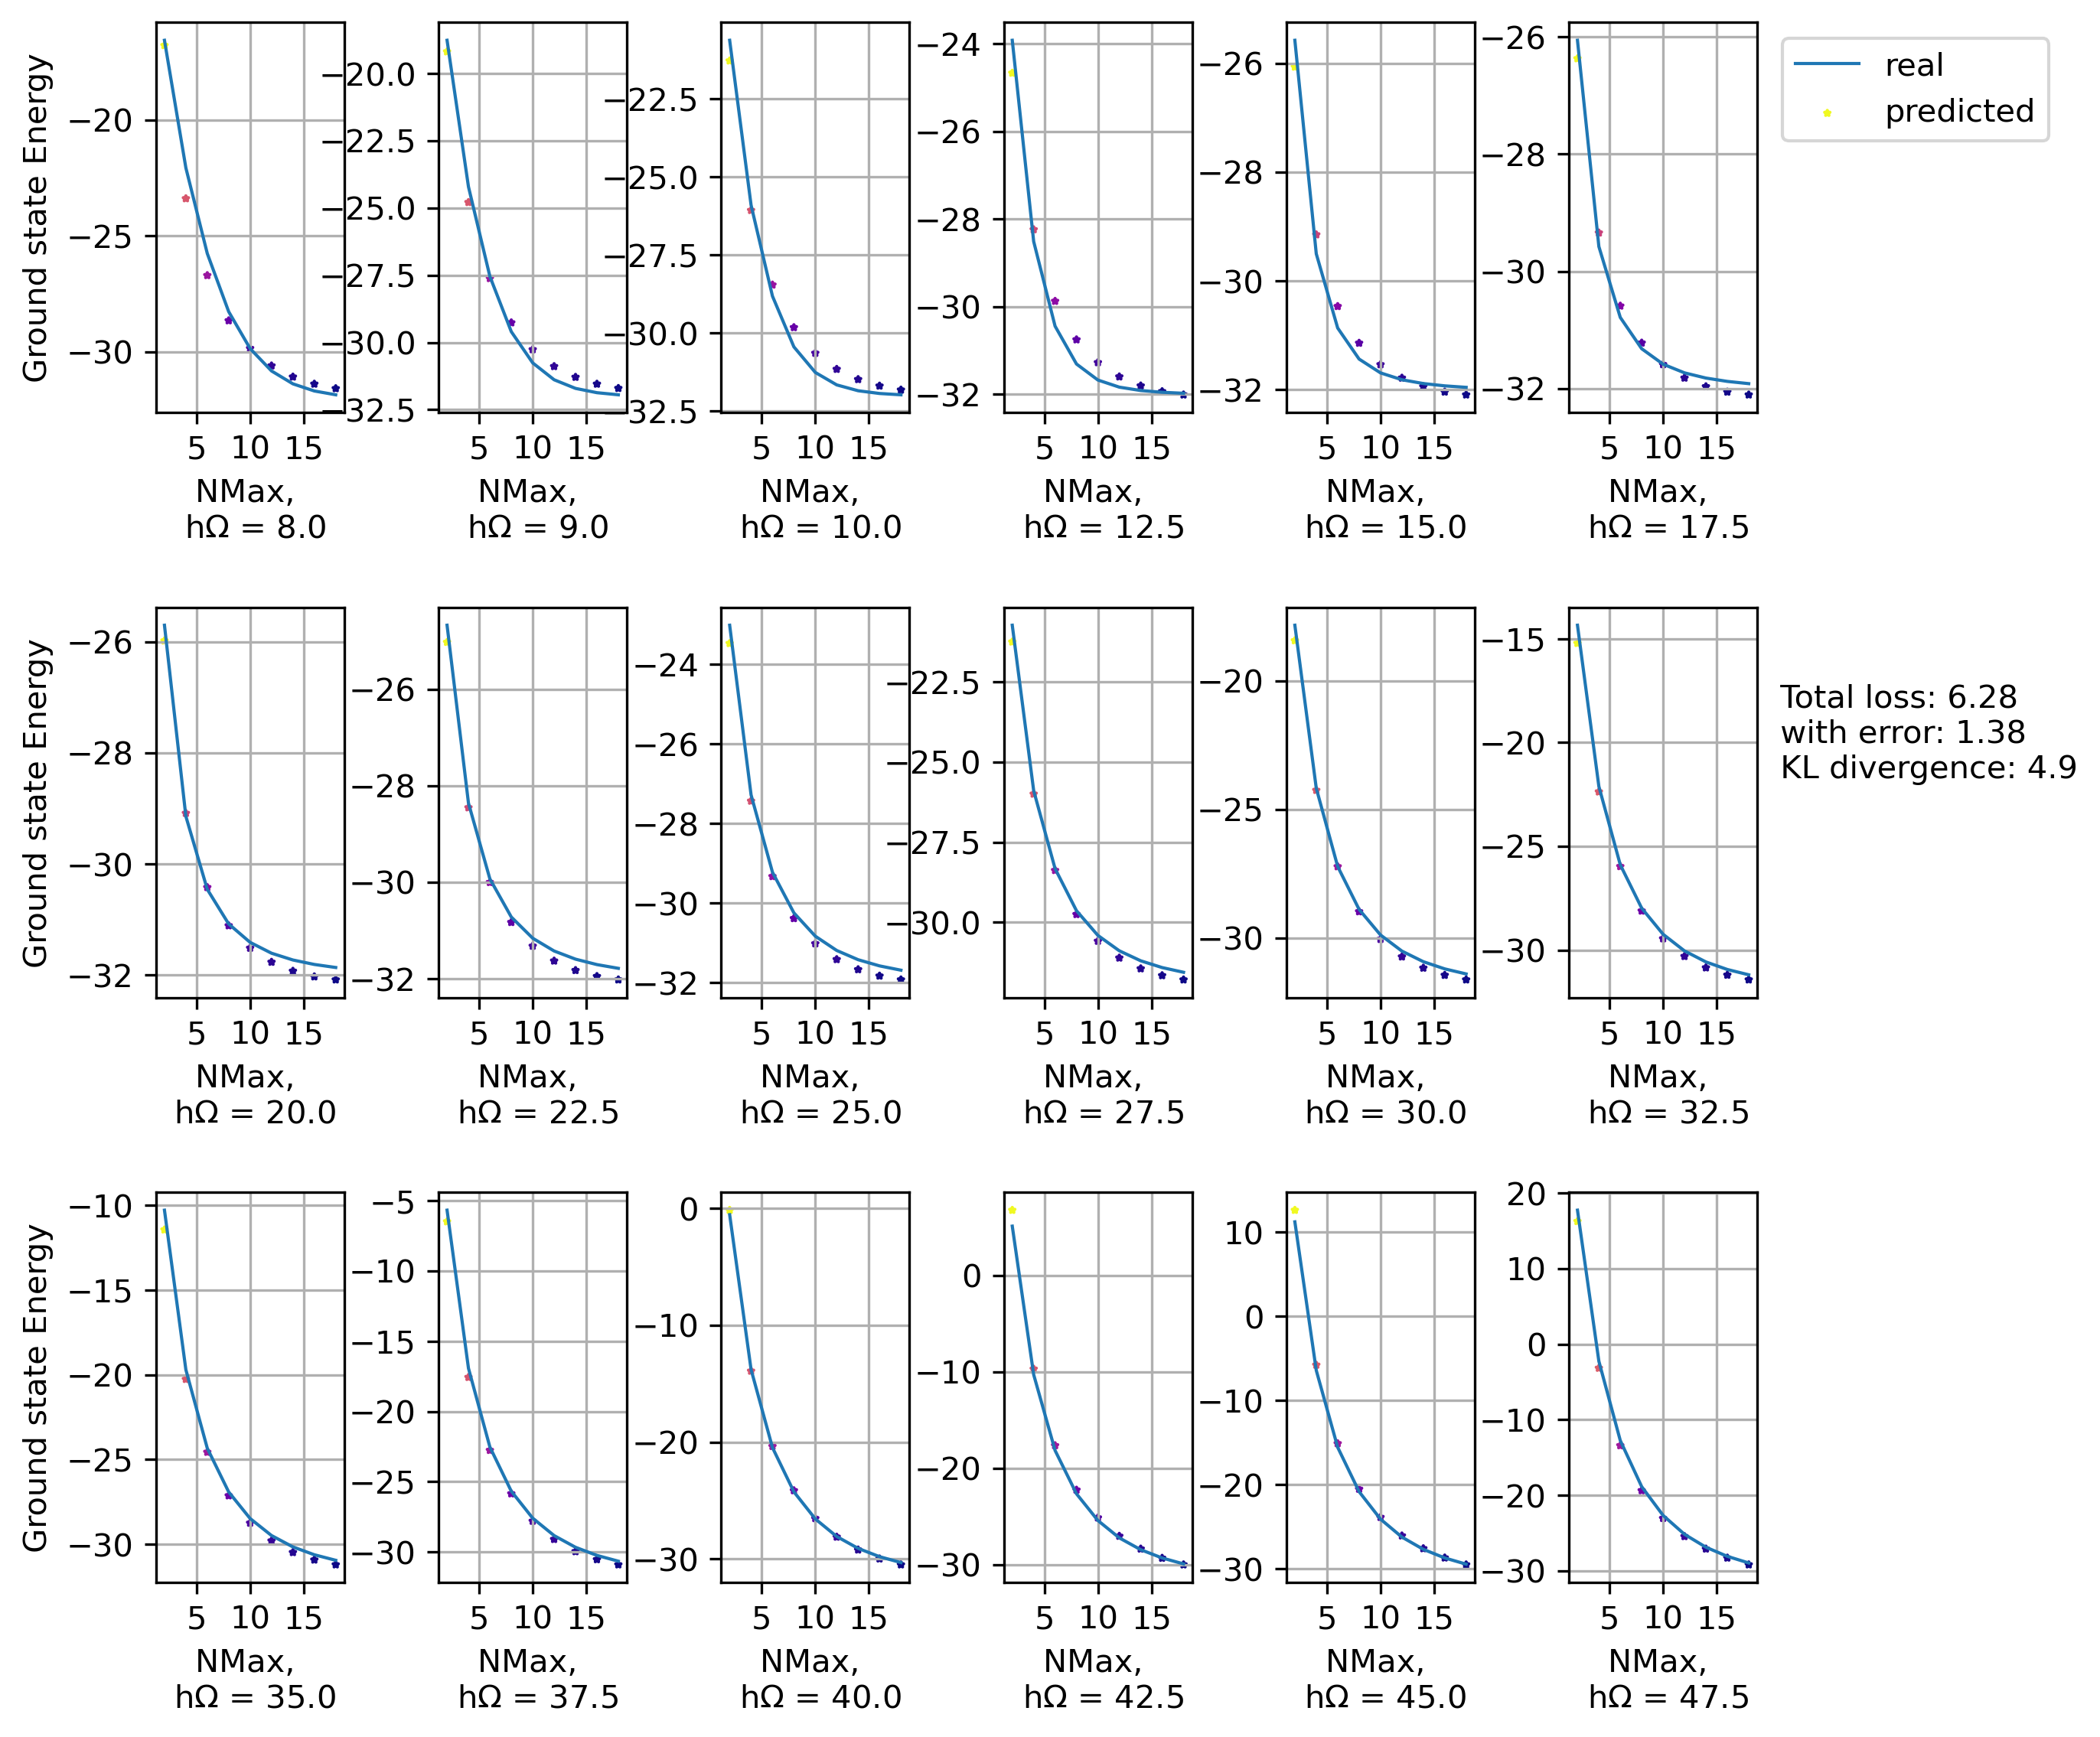 Ground state Energy
−20
−25
−30
5 10 15
NMax,
hΩ = 8.0
−20.0
−22.5
−25.0
−27.5
−30.0
−32.5
5 10 15
NMax,
hΩ = 9.0
−22.5
−25.0
−27.5
−30.0
−32.5
5 10 15
NMax,
hΩ = 10.0
−24
−26
−28
−30
−32
5 10 15
NMax,
hΩ = 12.5
−26
−28
−30
−32
5 10 15
NMax,
hΩ = 15.0
−26
−28
−30
−32
5 10 15
NMax,
hΩ = 17.5
real
predicted
Ground state Energy
−26
−28
−30
−32
5 10 15
NMax,
hΩ = 20.0
−26
−28
−30
−32
5 10 15
NMax,
hΩ = 22.5
−24
−26
−28
−30
−32
5 10 15
NMax,
hΩ = 25.0
−22.5
−25.0
−27.5
−30.0
5 10 15
NMax,
hΩ = 27.5
−20
−25
−30
5 10 15
NMax,
hΩ = 30.0
−15
−20
−25
−30
5 10 15
NMax,
hΩ = 32.5
Total loss: 6.28
with error: 1.38
KL divergence: 4.9
Ground state Energy
−10
−15
−20
−25
−30
5 10 15
NMax,
hΩ = 35.0
−5
−10
−15
−20
−25
−30
5 10 15
NMax,
hΩ = 37.5
0
−10
−20
−30
5 10 15
NMax,
hΩ = 40.0
0
−10
−20
−30
5 10 15
NMax,
hΩ = 42.5
10
0
−10
−20
−30
5 10 15
NMax,
hΩ = 45.0
20
10
0
−10
−20
−30
5 10 15
NMax,
hΩ = 47.5